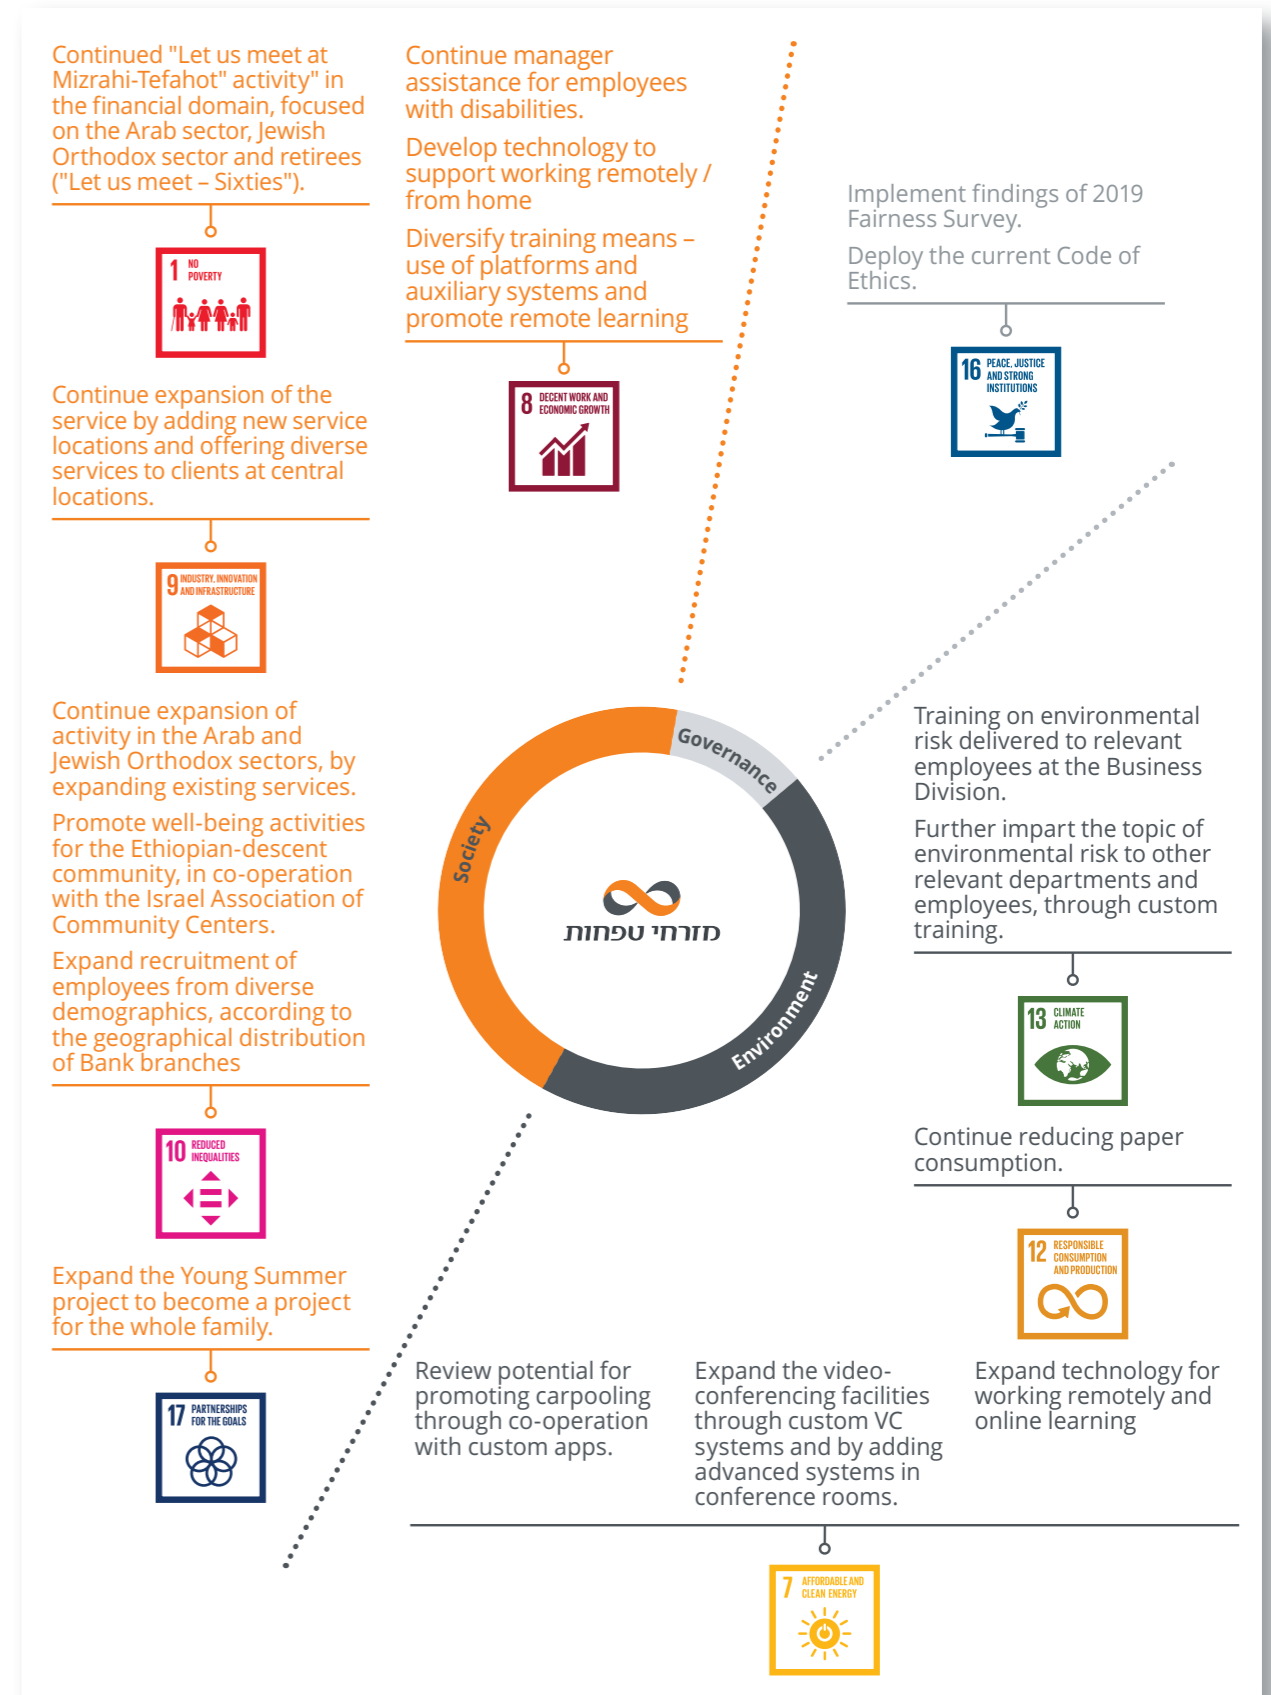 Continued "Let us meet at
Mizrahi-Tefahot" activity" in
the financial domain, focused
on the Arab sector, Jewish
Orthodox sector and retirees
("Let us meet – Sixties").
1 NO
POVERTY
Continue expansion of the
service by adding new service
locations and offering diverse
services to clients at central
locations.
9 INDUSTRY, INNOVATION
AND INFRASTRUCTURE
Continue expansion of
activity in the Arab and
Jewish Orthodox sectors, by
expanding existing services.
Promote well-being activities
for the Ethiopian-descent
community, in co-operation
with the Israel Association of
Community Centers.
Expand recruitment of
employees from diverse
demographics, according to
the geographical distribution
of Bank branches
10 REDUCED
INEQUALITIES
Expand the Young Summer
project to become a project
for the whole family.
17 PARTNERSHIPS
FOR THE GOALS
Continue manager
assistance for employees
with disabilities.
Develop technology to
support working remotely /
from home
Diversify training means –
use of platforms and
auxiliary systems and
promote remote learning
8 DECENT WORK AND
ECONOMIC GROWTH
Implement findings of 2019
Fairness Survey.
Deploy the current Code of
Ethics.
16 PEACE, JUSTICE
AND STRONG
INSTITUTIONS
Society
Governance
Environment
מזרחי טפחות
Training on environmental
risk delivered to relevant
employees at the Business
Division.
Further impart the topic of
environmental risk to other
relevant departments and
employees, through custom
training.
13 CLIMATE
ACTION
Continue reducing paper
consumption.
12 RESPONSIBLE
CONSUMPTION
AND PRODUCTION
Review potential for
promoting carpooling
through co-operation
with custom apps.
Expand the video-
conferencing facilities
through custom VC
systems and by adding
advanced systems in
conference rooms.
Expand technology for
working remotely and
online learning
7 AFFORDABLE AND
CLEAN ENERGY